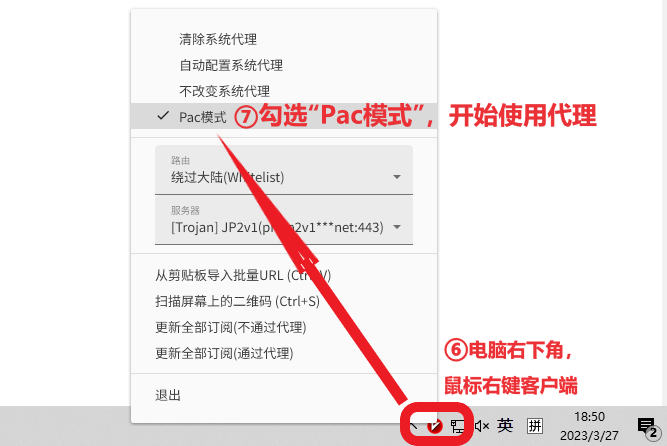 清除系统代理
自动配置系统代理
不改变系统代理
Pac模式
⑦勾选“Pac模式”，开始使用代理
路由
绕过大陆(Whitelist)
服务器
[Trojan] JP2v1(p 2v1***net:443)
从剪贴板导入批量URL (Ctrl+V)
扫描屏幕上的二维码 (Ctrl+S)
更新全部订阅(不通过代理)
更新全部订阅(通过代理)
⑥电脑右下角，
鼠标右键客户端
退出
英 拼
18:50
2023/3/27
2